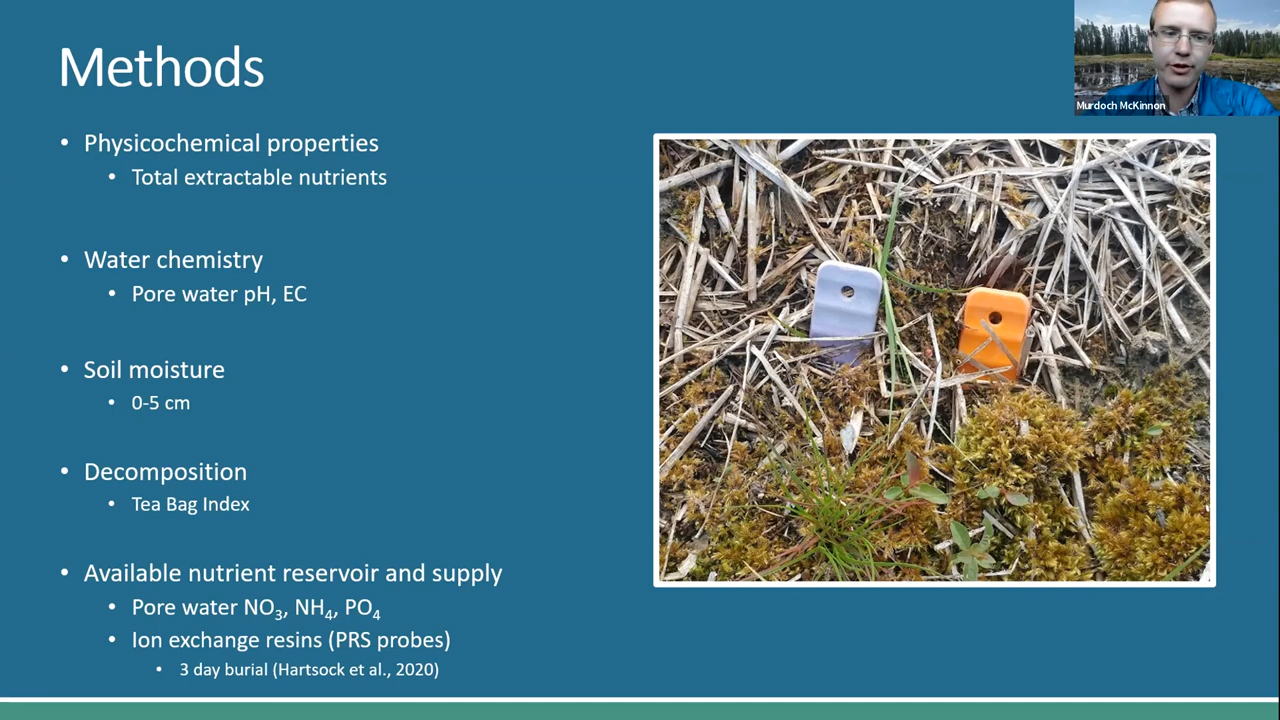 Methods
Murdoch McKinnon
• Physicochemical properties
• Total extractable nutrients
• Water chemistry
• Pore water pH, EC
• Soil moisture
• 0-5 cm
• Decomposition
• Tea Bag Index
• Available nutrient reservoir and supply
• Pore water NO₃, NH₄, PO₄
• Ion exchange resins (PRS probes)
• 3 day burial (Hartsock et al., 2020)